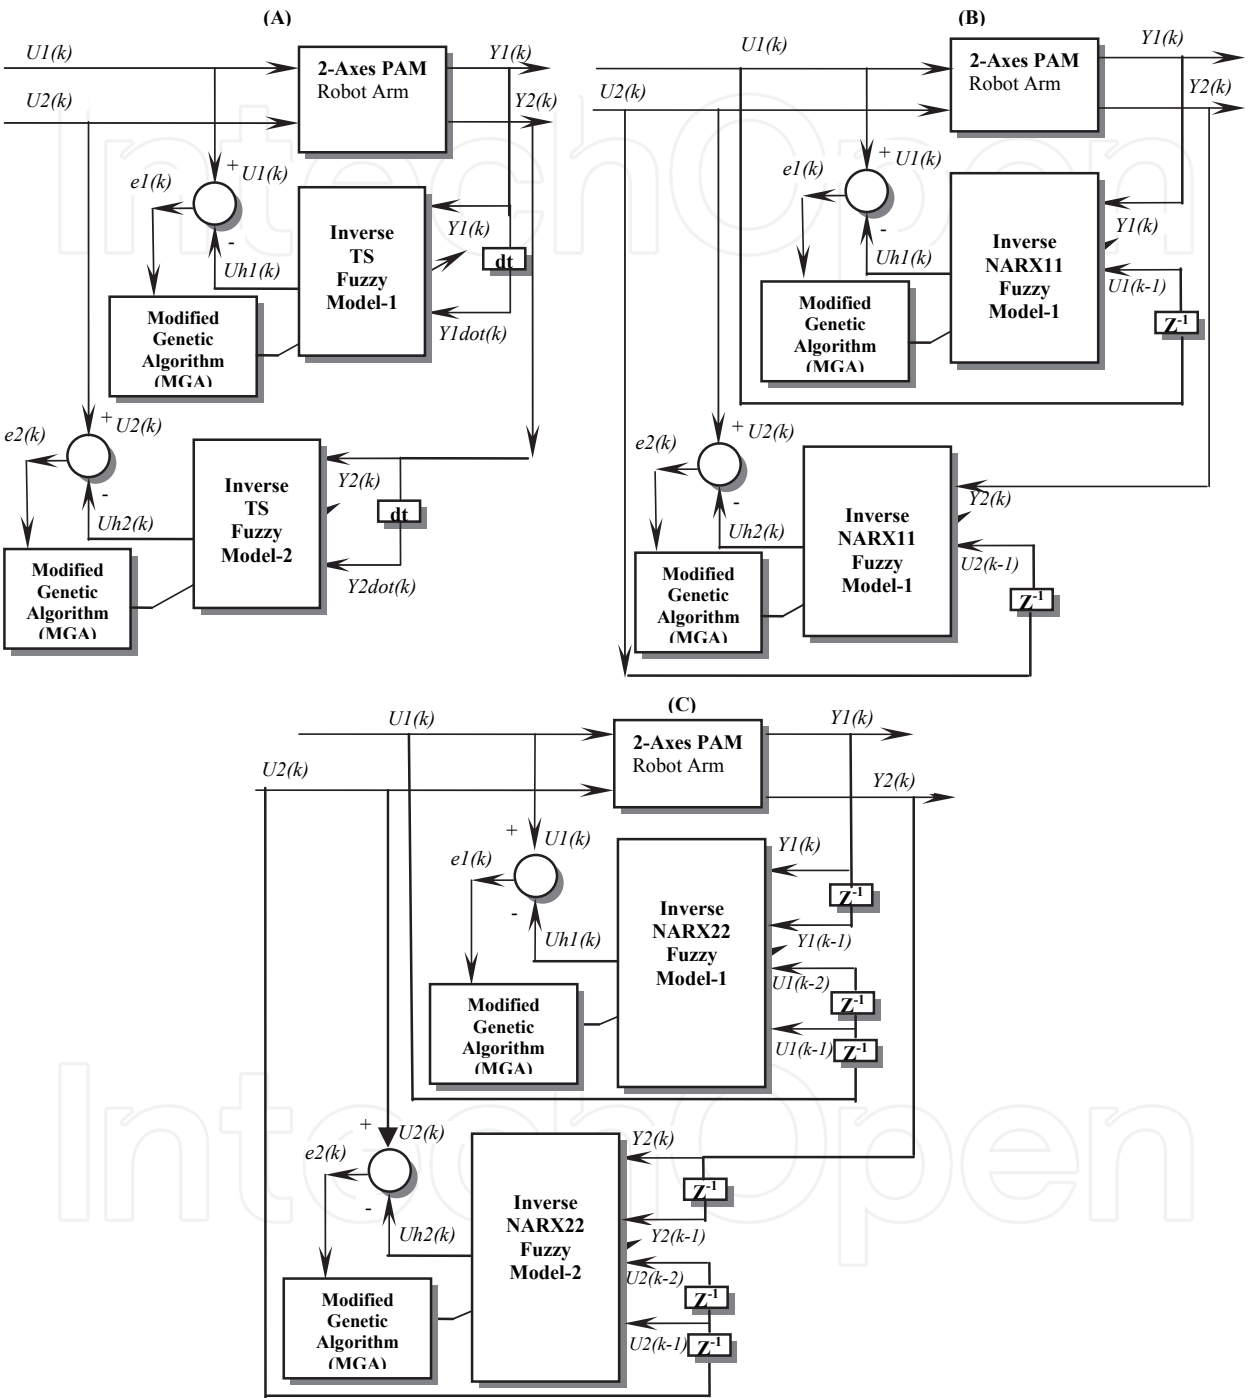 (A)
U1(k)
U2(k)
2-Axes PAM
Robot Arm
Y1(k)
Y2(k)
+ U1(k)
e1(k)
-
Uh1(k)
Inverse
TS
Fuzzy
Model-1
Y1(k)
dt
Y1dot(k)
Modified
Genetic
Algorithm
(MGA)
+ U2(k)
e2(k)
-
Uh2(k)
Inverse
TS
Fuzzy
Model-2
Y2(k)
dt
Y2dot(k)
Modified
Genetic
Algorithm
(MGA)
(B)
U1(k)
U2(k)
2-Axes PAM
Robot Arm
Y1(k)
Y2(k)
+ U1(k)
e1(k)
-
Uh1(k)
Inverse
NARX11
Fuzzy
Model-1
Y1(k)
U1(k-1)
Z-1
Modified
Genetic
Algorithm
(MGA)
+ U2(k)
e2(k)
-
Uh2(k)
Inverse
NARX11
Fuzzy
Model-1
Y2(k)
U2(k-1)
Z-1
Modified
Genetic
Algorithm
(MGA)
(C)
U1(k)
U2(k)
2-Axes PAM
Robot Arm
Y1(k)
Y2(k)
+ U1(k)
e1(k)
-
Uh1(k)
Inverse
NARX22
Fuzzy
Model-1
Y1(k)
Z-1
Y1(k-1)
U1(k-2)
Z-1
U1(k-1)
Z-1
Modified
Genetic
Algorithm
(MGA)
+ U2(k)
e2(k)
-
Uh2(k)
Inverse
NARX22
Fuzzy
Model-2
Y2(k)
Z-1
Y2(k-1)
U2(k-2)
Z-1
U2(k-1)
Z-1
Modified
Genetic
Algorithm
(MGA)
IntechOpen
IntechOpen